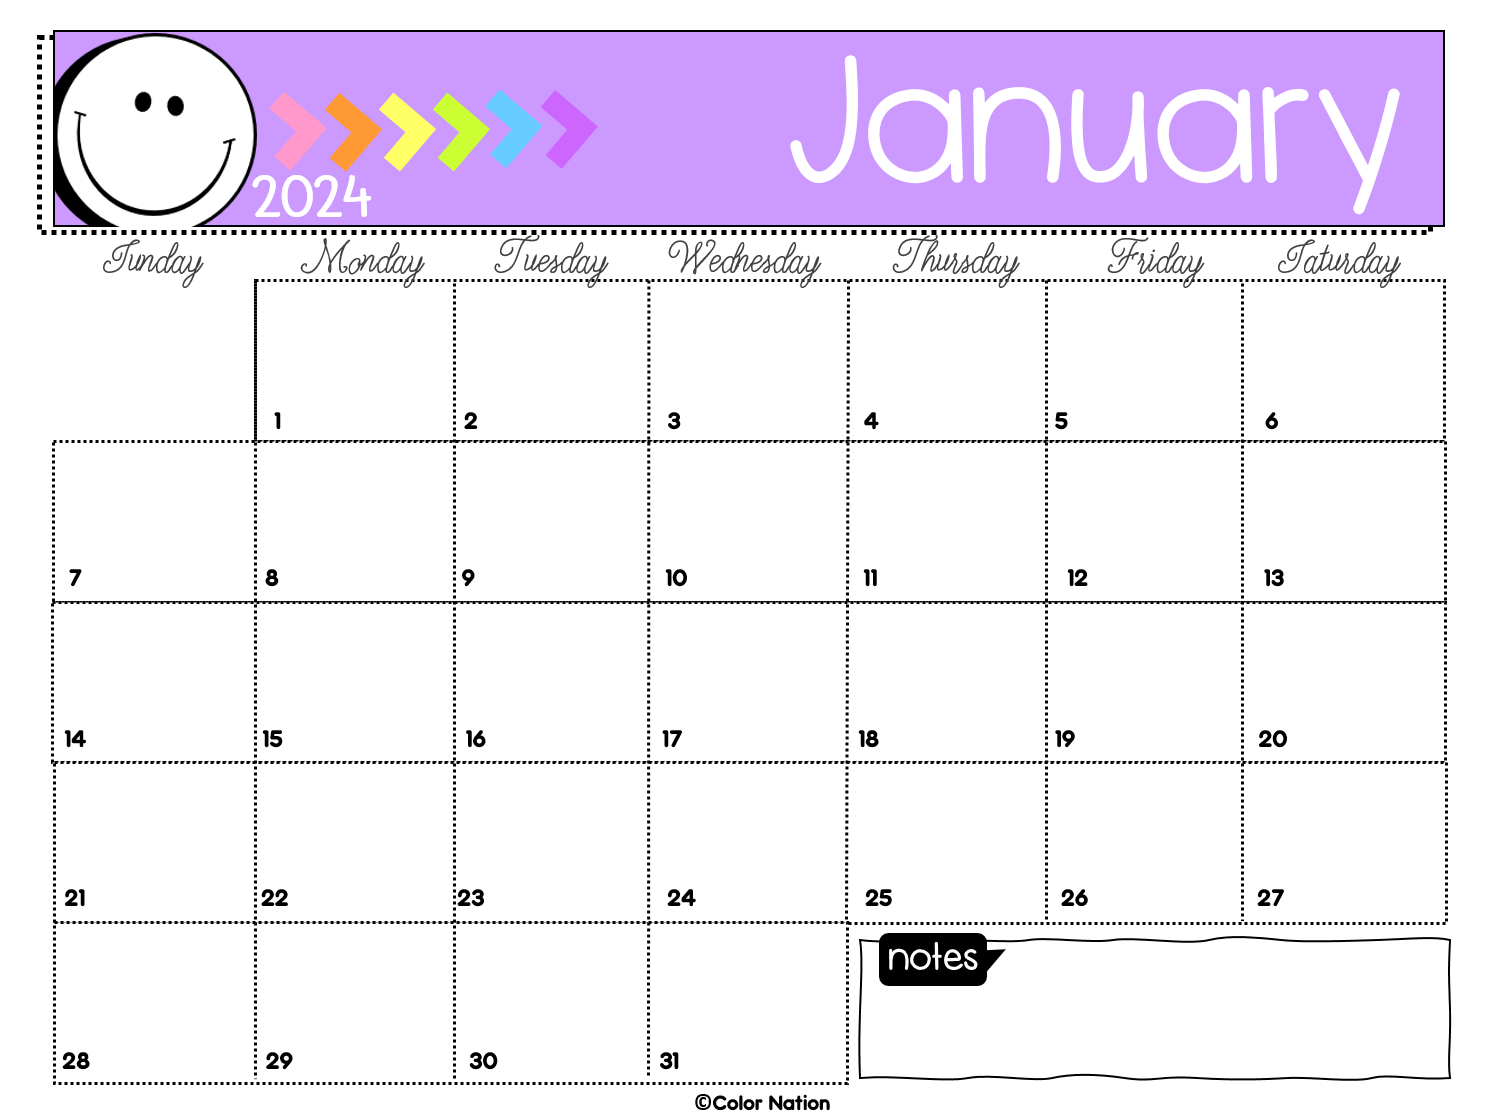 January
2024
Sunday Monday Tuesday Wednesday Thursday Friday Saturday
1 2 3 4 5 6
7 8 9 10 11 12 13
14 15 16 17 18 19 20
21 22 23 24 25 26 27
notes
28 29 30 31
©Color Nation